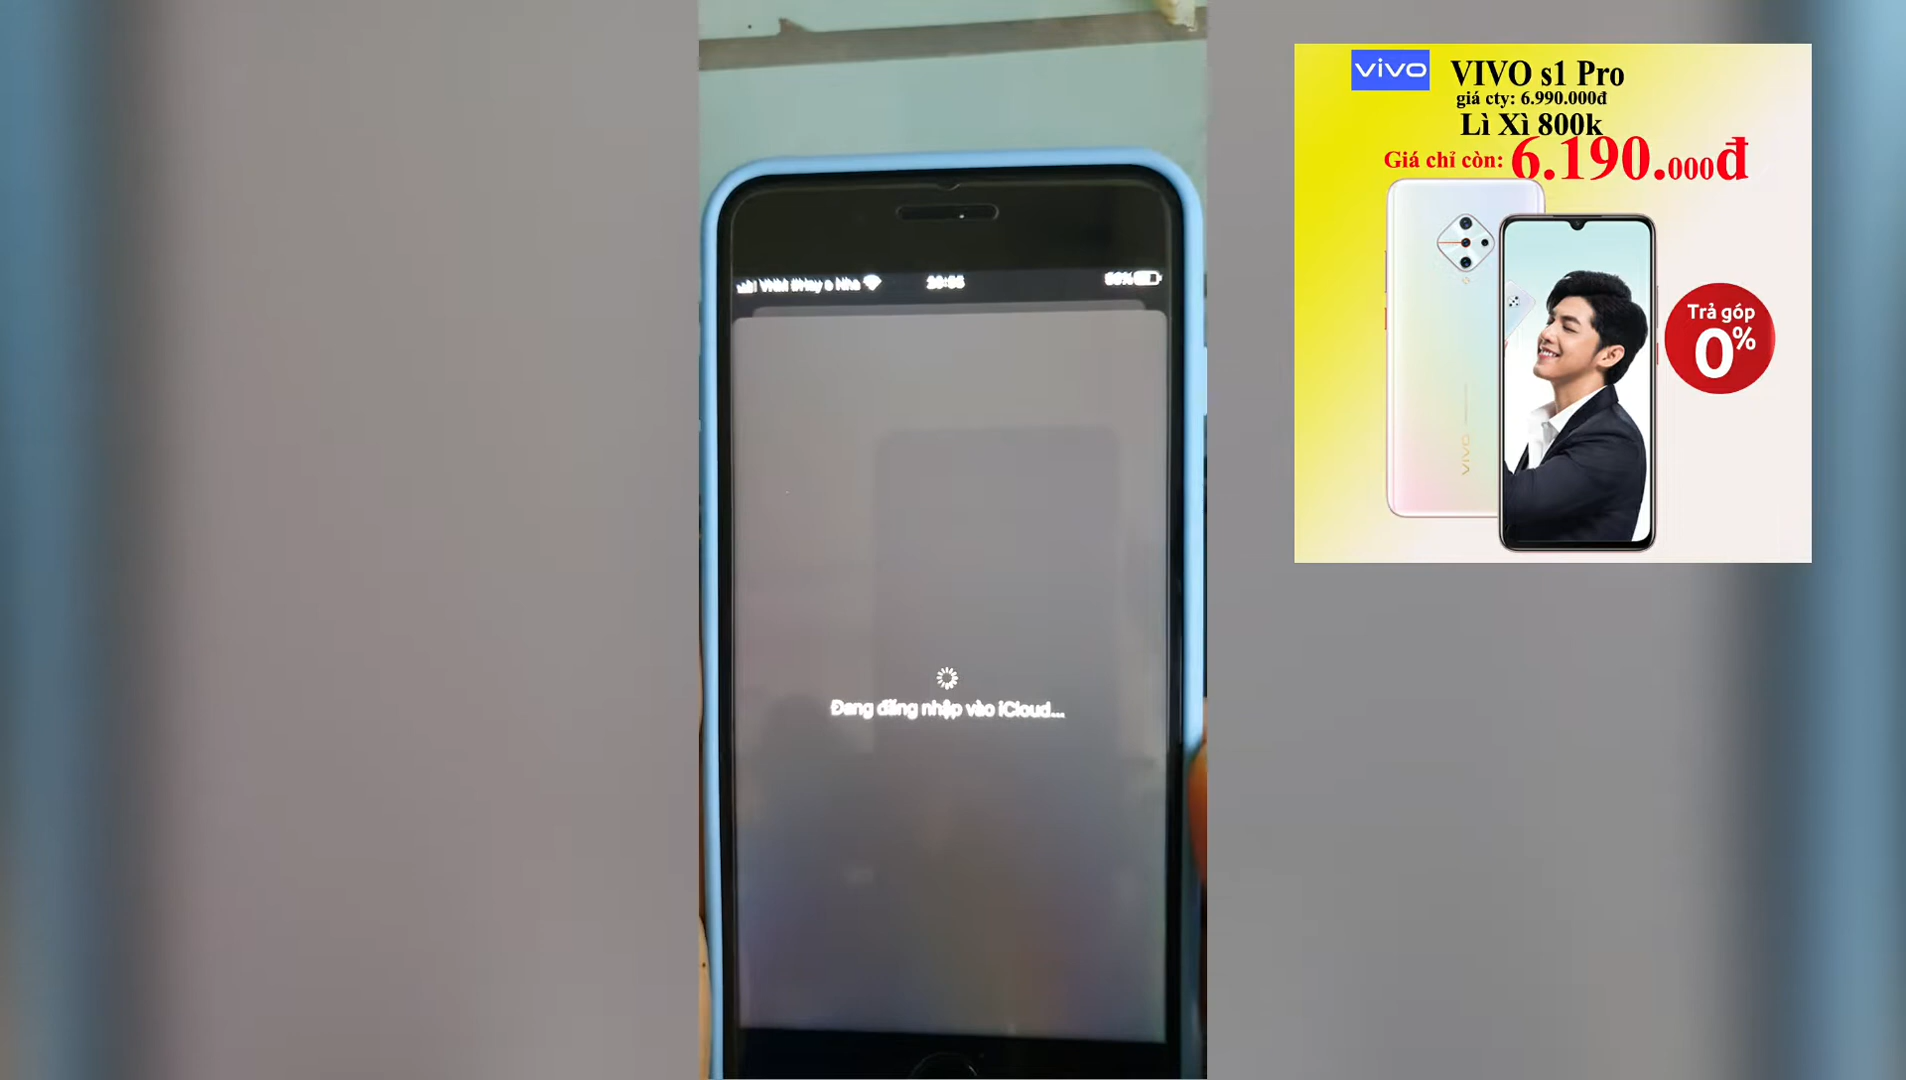 Đang đăng nhập vào iCloud...
vivo
VIVO s1 Pro
giá cty: 6.990.000đ
Lì Xì 800k
Giá chỉ còn: 6.190.000đ
Trả góp
0%
vivo